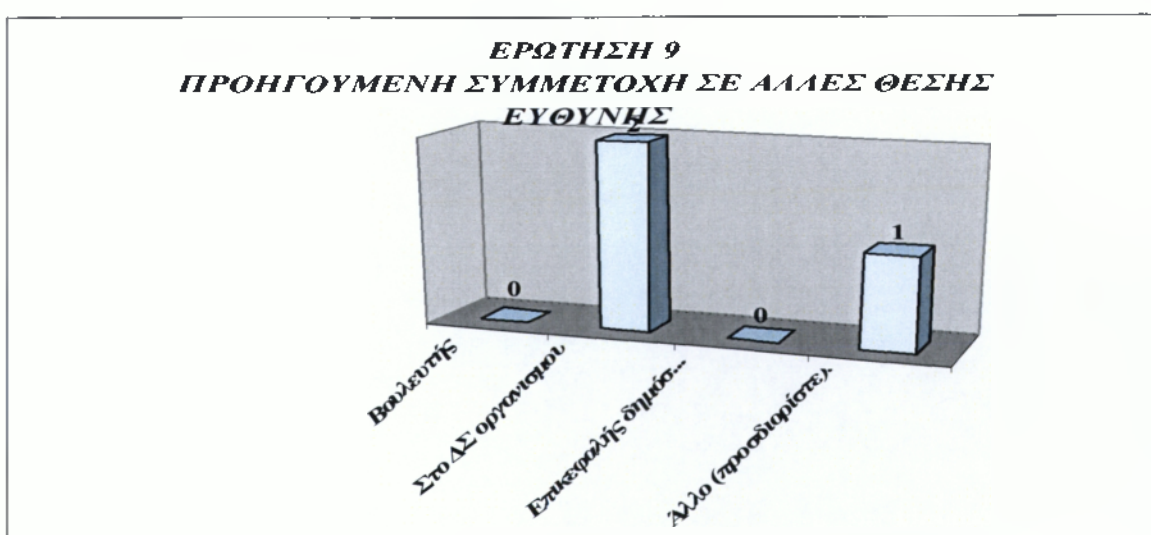 ΕΡΩΤΗΣΗ 9
ΠΡΟΗΓΟΥΜΕΝΗ ΣΥΜΜΕΤΟΧΗ ΣΕ ΑΛΛΕΣ ΘΕΣΗΣ
ΕΥΘΥΝΗΣ
0
2
0
1
Βουλευτής
Στο ΔΣ οργανισμου
Επικεφαλής δημόσ...
Άλλο (προσδιορίστε).